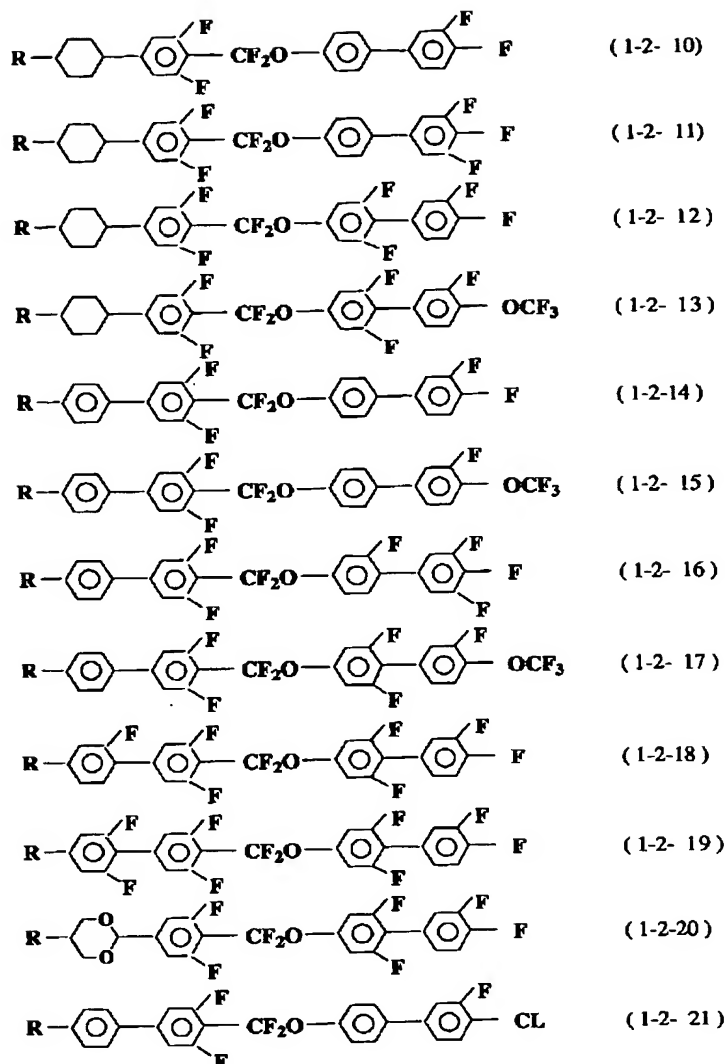 F F
R CF₂O F ( 1-2- 10)
F
F F
R CF₂O F ( 1-2- 11)
F F
F F F
R CF₂O F ( 1-2- 12)
F F
F F F
R CF₂O OCF₃ ( 1-2- 13)
F F
F F
R CF₂O F ( 1-2-14)
F
F F
R CF₂O OCF₃ ( 1-2- 15)
F
F F F
R CF₂O F ( 1-2- 16)
F F
F F F
R CF₂O OCF₃ ( 1-2- 17)
F F
F F F F
R CF₂O F (1-2-18)
F F
F F F F
R CF₂O F ( 1-2- 19)
F F F
O F F F
R CF₂O F (1-2-20)
O F F
F F
R CF₂O CL (1-2- 21)
F